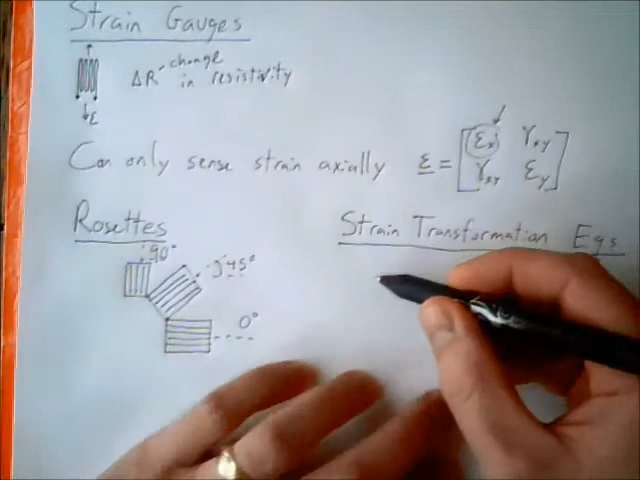 Strain Gauges
ΔR - change in resistivity
ε
Can only sense strain axially ε = [εx γxy
γxy εy]
Rosettes
Strain Transformation Eqs
90°
45°
0°